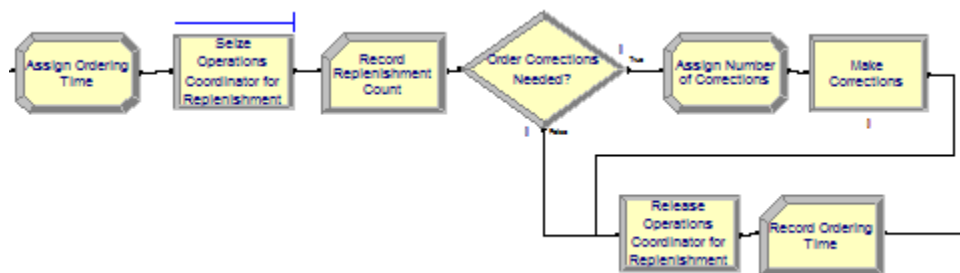 Assign Ordering
Time
Seize
Operations
Coordinator for
Replenishment
Record
Replenishment
Count
Order Corrections
Needed?
True
False
Assign Number
of Corrections
Make
Corrections
Release
Operations
Coordinator for
Replenishment
Record Ordering
Time